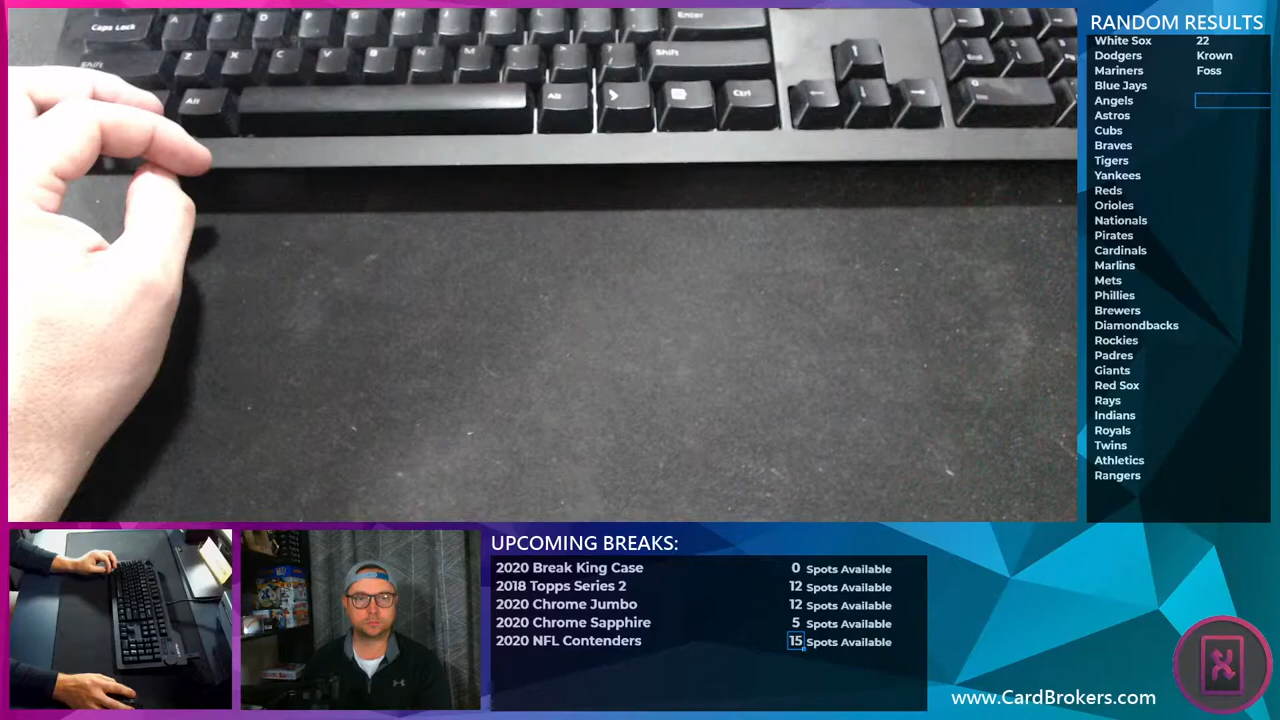 RANDOM RESULTS
White Sox 22
Dodgers Krown
Mariners Foss
Blue Jays
Angels
Astros
Cubs
Braves
Tigers
Yankees
Reds
Orioles
Nationals
Pirates
Cardinals
Marlins
Mets
Phillies
Brewers
Diamondbacks
Rockies
Padres
Giants
Red Sox
Rays
Indians
Royals
Twins
Athletics
Rangers
Caps Lock A S D F G H J K L Enter
Shift Z X C V B N M Shift End
Alt Alt Ctrl 0
UPCOMING BREAKS:
2020 Break King Case 0 Spots Available
2018 Topps Series 2 12 Spots Available
2020 Chrome Jumbo 12 Spots Available
2020 Chrome Sapphire 5 Spots Available
2020 NFL Contenders 15 Spots Available
www.CardBrokers.com